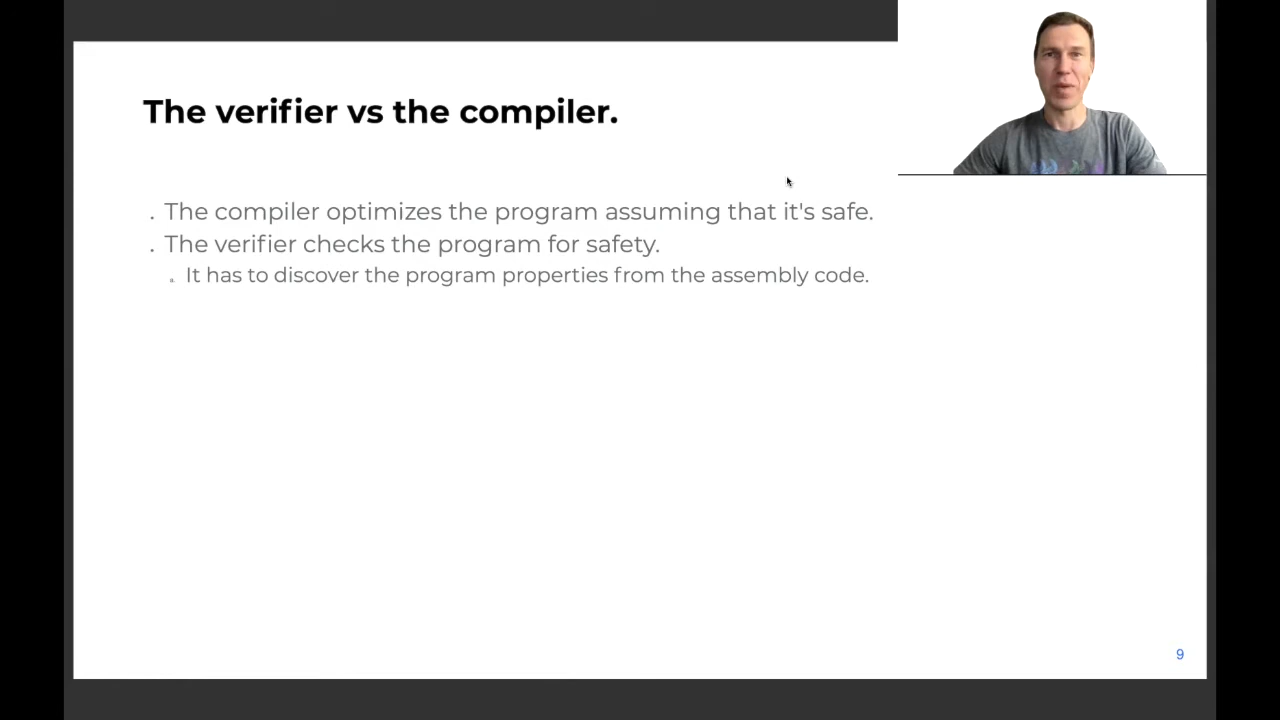 The verifier vs the compiler.
. The compiler optimizes the program assuming that it's safe.
. The verifier checks the program for safety.
. It has to discover the program properties from the assembly code.
9